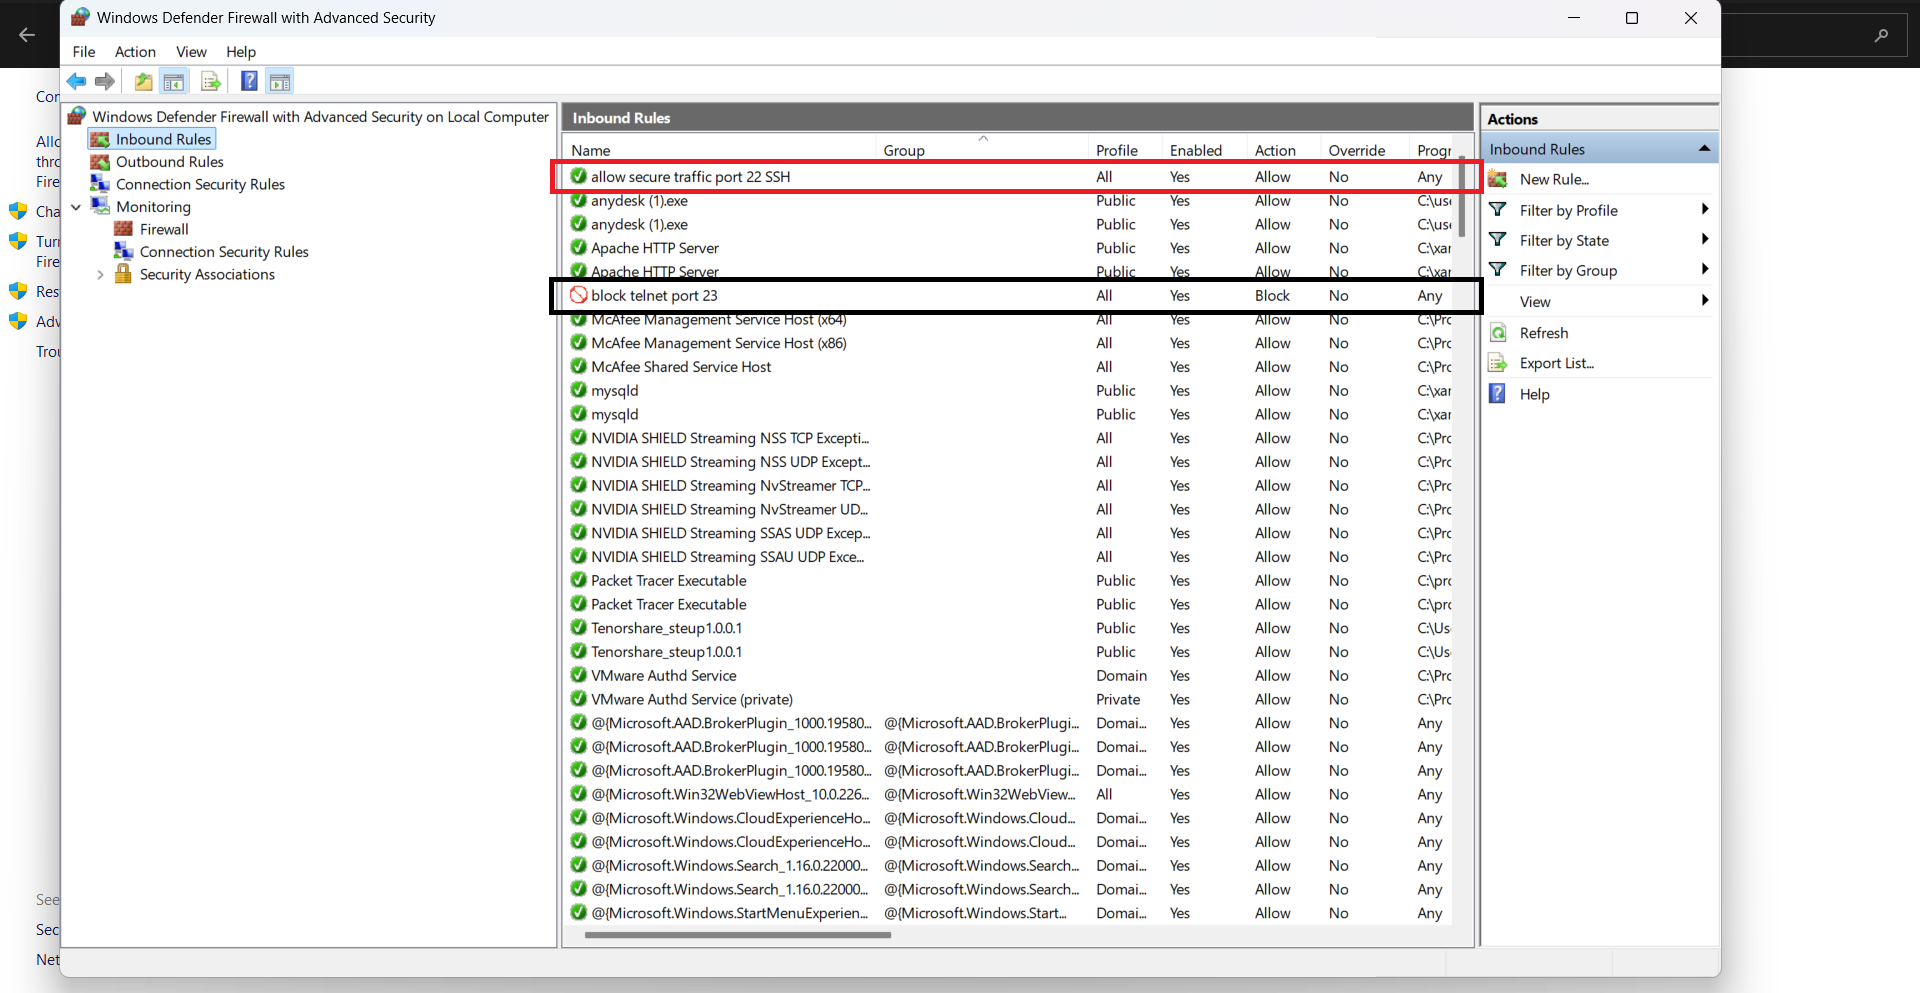 Windows Defender Firewall with Advanced Security
File Action View Help
Windows Defender Firewall with Advanced Security on Local Computer
Inbound Rules
Outbound Rules
Connection Security Rules
Monitoring
Firewall
Connection Security Rules
Security Associations
Inbound Rules
Name Group Profile Enabled Action Override Progr
allow secure traffic port 22 SSH All Yes Allow No Any
anydesk (1).exe Public Yes Allow No C:\use
anydesk (1).exe Public Yes Allow No C:\use
Apache HTTP Server Public Yes Allow No C:\xar
Apache HTTP Server Public Yes Allow No C:\xar
block telnet port 23 All Yes Block No Any
McAfee Management Service Host (x64) All Yes Allow No C:\Prc
McAfee Management Service Host (x86) All Yes Allow No C:\Prc
McAfee Shared Service Host All Yes Allow No C:\Prc
mysqld Public Yes Allow No C:\xar
mysqld Public Yes Allow No C:\xar
NVIDIA SHIELD Streaming NSS TCP Excepti... All Yes Allow No C:\Prc
NVIDIA SHIELD Streaming NSS UDP Except... All Yes Allow No C:\Prc
NVIDIA SHIELD Streaming NvStreamer TCP... All Yes Allow No C:\Prc
NVIDIA SHIELD Streaming NvStreamer UD... All Yes Allow No C:\Prc
NVIDIA SHIELD Streaming SSAS UDP Excep... All Yes Allow No C:\Prc
NVIDIA SHIELD Streaming SSAU UDP Exce... All Yes Allow No C:\Prc
Packet Tracer Executable Public Yes Allow No C:\prc
Packet Tracer Executable Public Yes Allow No C:\prc
Tenorshare_steup1.0.0.1 Public Yes Allow No C:\Us
Tenorshare_steup1.0.0.1 Public Yes Allow No C:\Us
VMware Authd Service Domain Yes Allow No C:\Prc
VMware Authd Service (private) Private Yes Allow No C:\Prc
@{Microsoft.AAD.BrokerPlugin_1000.19580... @{Microsoft.AAD.BrokerPlugi... Domai... Yes Allow No Any
@{Microsoft.AAD.BrokerPlugin_1000.19580... @{Microsoft.AAD.BrokerPlugi... Domai... Yes Allow No Any
@{Microsoft.AAD.BrokerPlugin_1000.19580... @{Microsoft.AAD.BrokerPlugi... Domai... Yes Allow No Any
@{Microsoft.Win32WebViewHost_10.0.226... @{Microsoft.Win32WebView... All Yes Allow No Any
@{Microsoft.Windows.CloudExperienceHo... @{Microsoft.Windows.Cloud... Domai... Yes Allow No Any
@{Microsoft.Windows.CloudExperienceHo... @{Microsoft.Windows.Cloud... Domai... Yes Allow No Any
@{Microsoft.Windows.Search_1.16.0.22000... @{Microsoft.Windows.Search... Domai... Yes Allow No Any
@{Microsoft.Windows.Search_1.16.0.22000... @{Microsoft.Windows.Search... Domai... Yes Allow No Any
@{Microsoft.Windows.StartMenuExperien... @{Microsoft.Windows.Start... Domai... Yes Allow No Any
Actions
Inbound Rules
New Rule...
Filter by Profile
Filter by State
Filter by Group
View
Refresh
Export List...
Help
Cor
Allo
thro
Fire
Cha
Turn
Fire
Res
Adv
Trou
See
Sec
Net